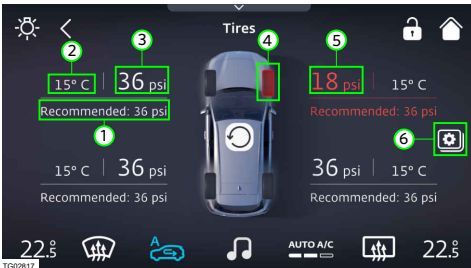 Tires
2
3
4
5
15° C
36 psi
18 psi
15° C
Recommended: 36 psi
Recommended: 36 psi
1
6
15° C
36 psi
36 psi
15° C
Recommended: 36 psi
Recommended: 36 psi
22.5
A
AUTO A/C
22.5
TG02817